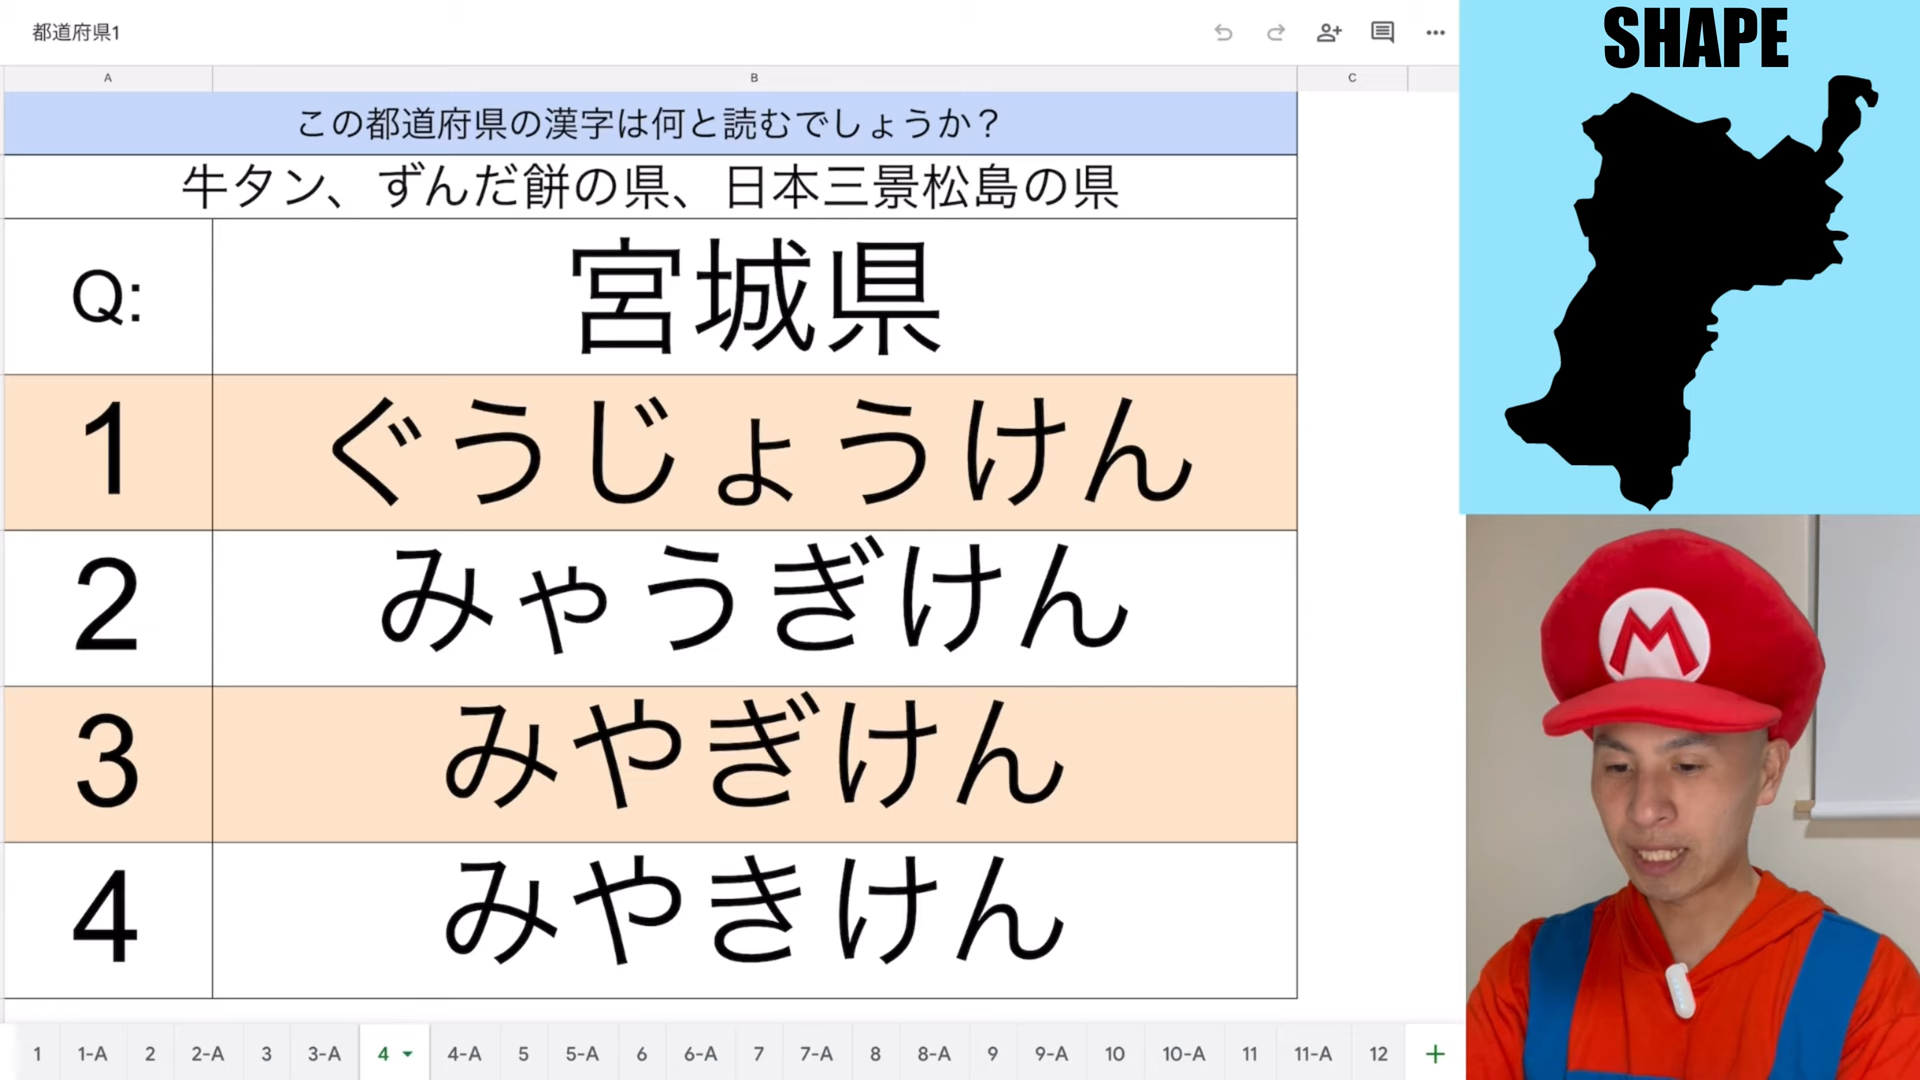 都道府県1
SHAPE
A
B
C
この都道府県の漢字は何と読むでしょうか？
牛タン、ずんだ餅の県、日本三景松島の県
Q:
宮城県
1
ぐうじょうけん
2
みゃうぎけん
3
みやぎけん
4
みやきけん
M
1 1-A 2 2-A 3 3-A 4 4-A 5 5-A 6 6-A 7 7-A 8 8-A 9 9-A 10 10-A 11 11-A 12 +